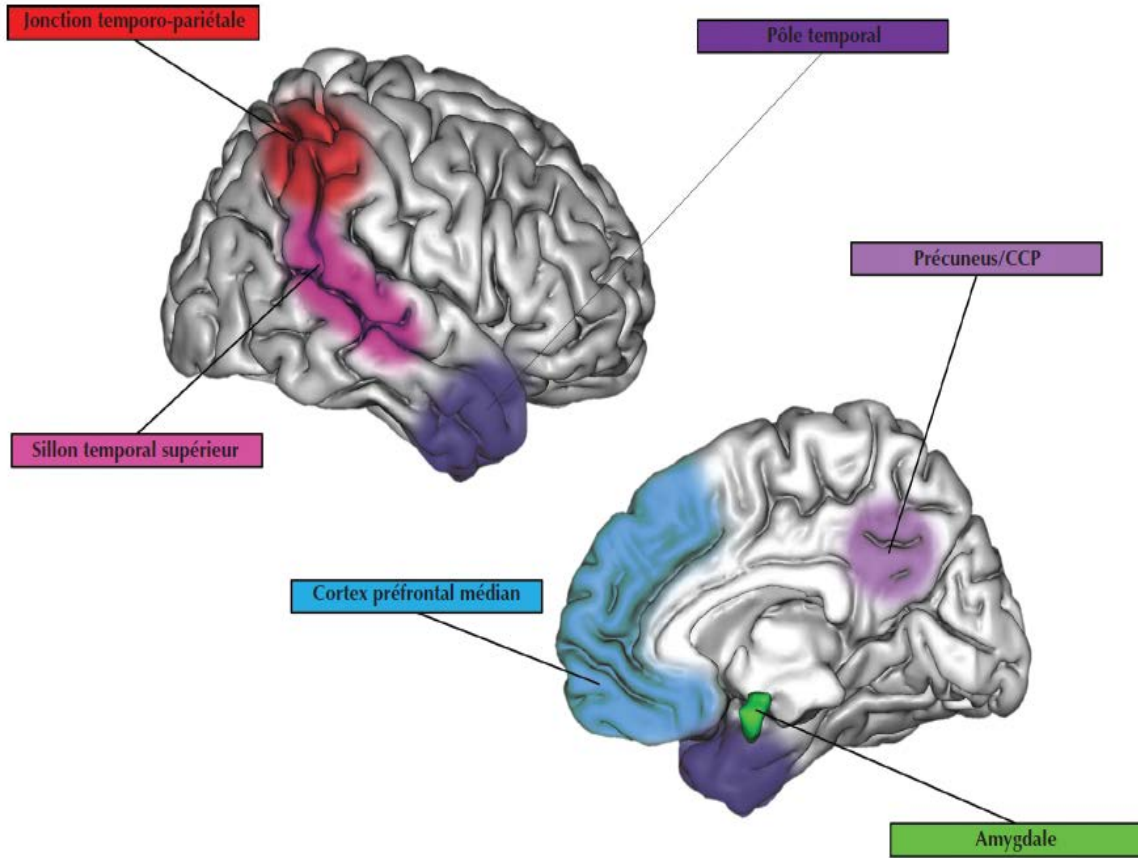 Jonction temporo-pariétale
Pôle temporal
Précuneus/CCP
Sillon temporal supérieur
Cortex préfrontal médian
Amygdale